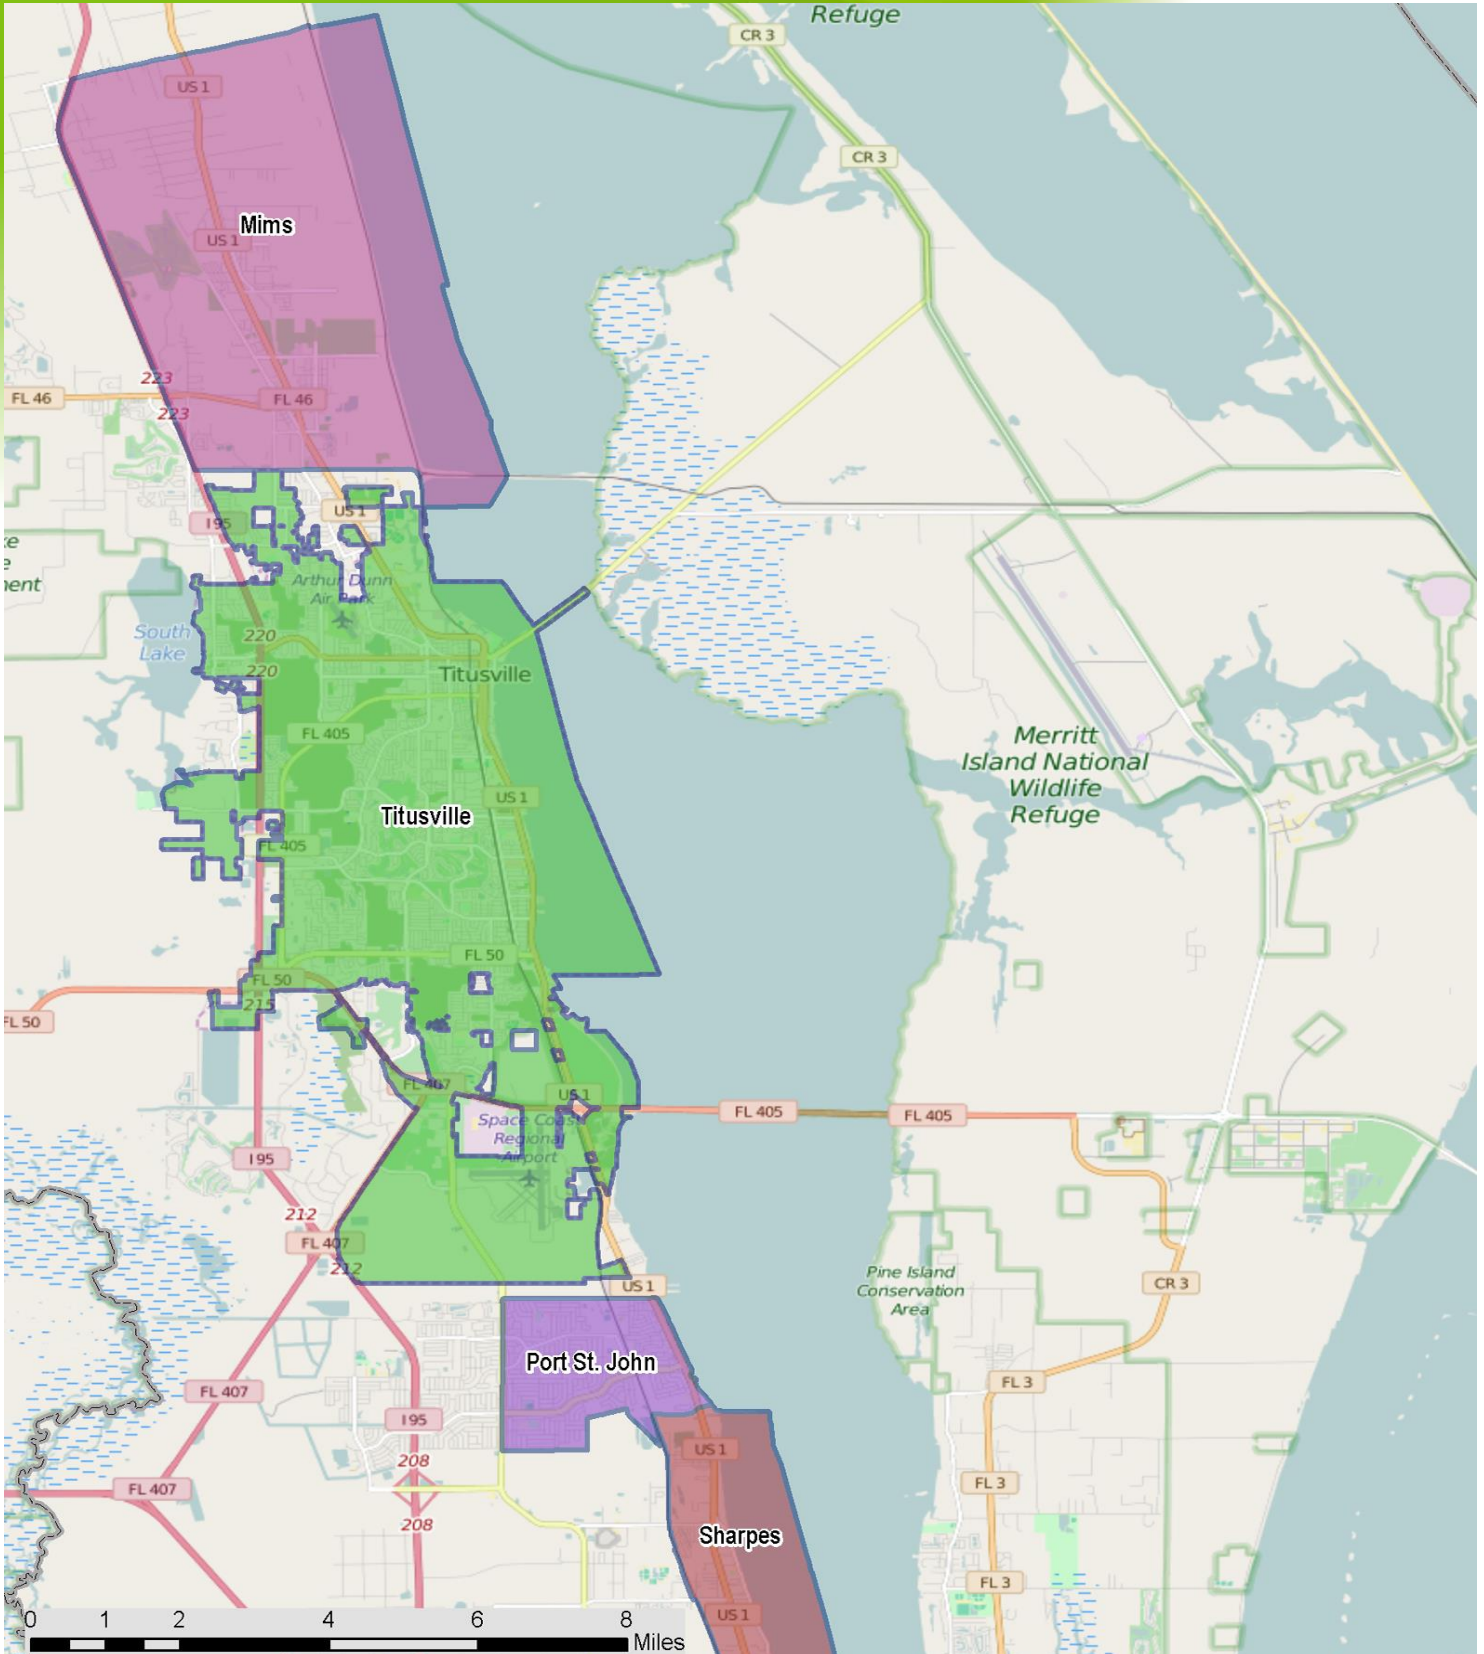 Refuge
CR 3
US 1
CR 3
Mims
US 1
223
FL 46
FL 46
223
US 1
I 95
ke
e
ment
Arthur Dunn
Air Park
South
Lake
220
220
Titusville
FL 405
Merritt
Island National
Wildlife
Refuge
US 1
Titusville
FL 405
FL 50
FL 50
215
FL 50
FL 407
US 1
FL 405
FL 405
Space Coast
Regional
Airport
I 95
212
FL 407
212
US 1
Pine Island
Conservation
Area
CR 3
Port St. John
FL 3
FL 407
I 95
US 1
208
FL 407
FL 3
208
Sharpes
FL 3
US 1
0 1 2 4 6 8
Miles